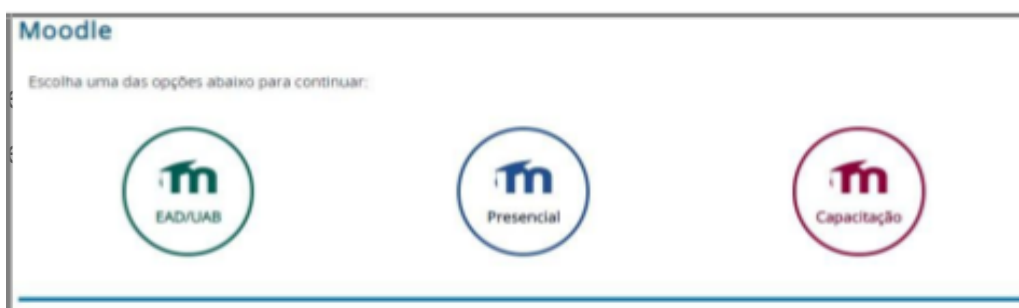 Moodle
Escolha uma das opções abaixo para continuar:
EAD/UAB
Presencial
Capacitação